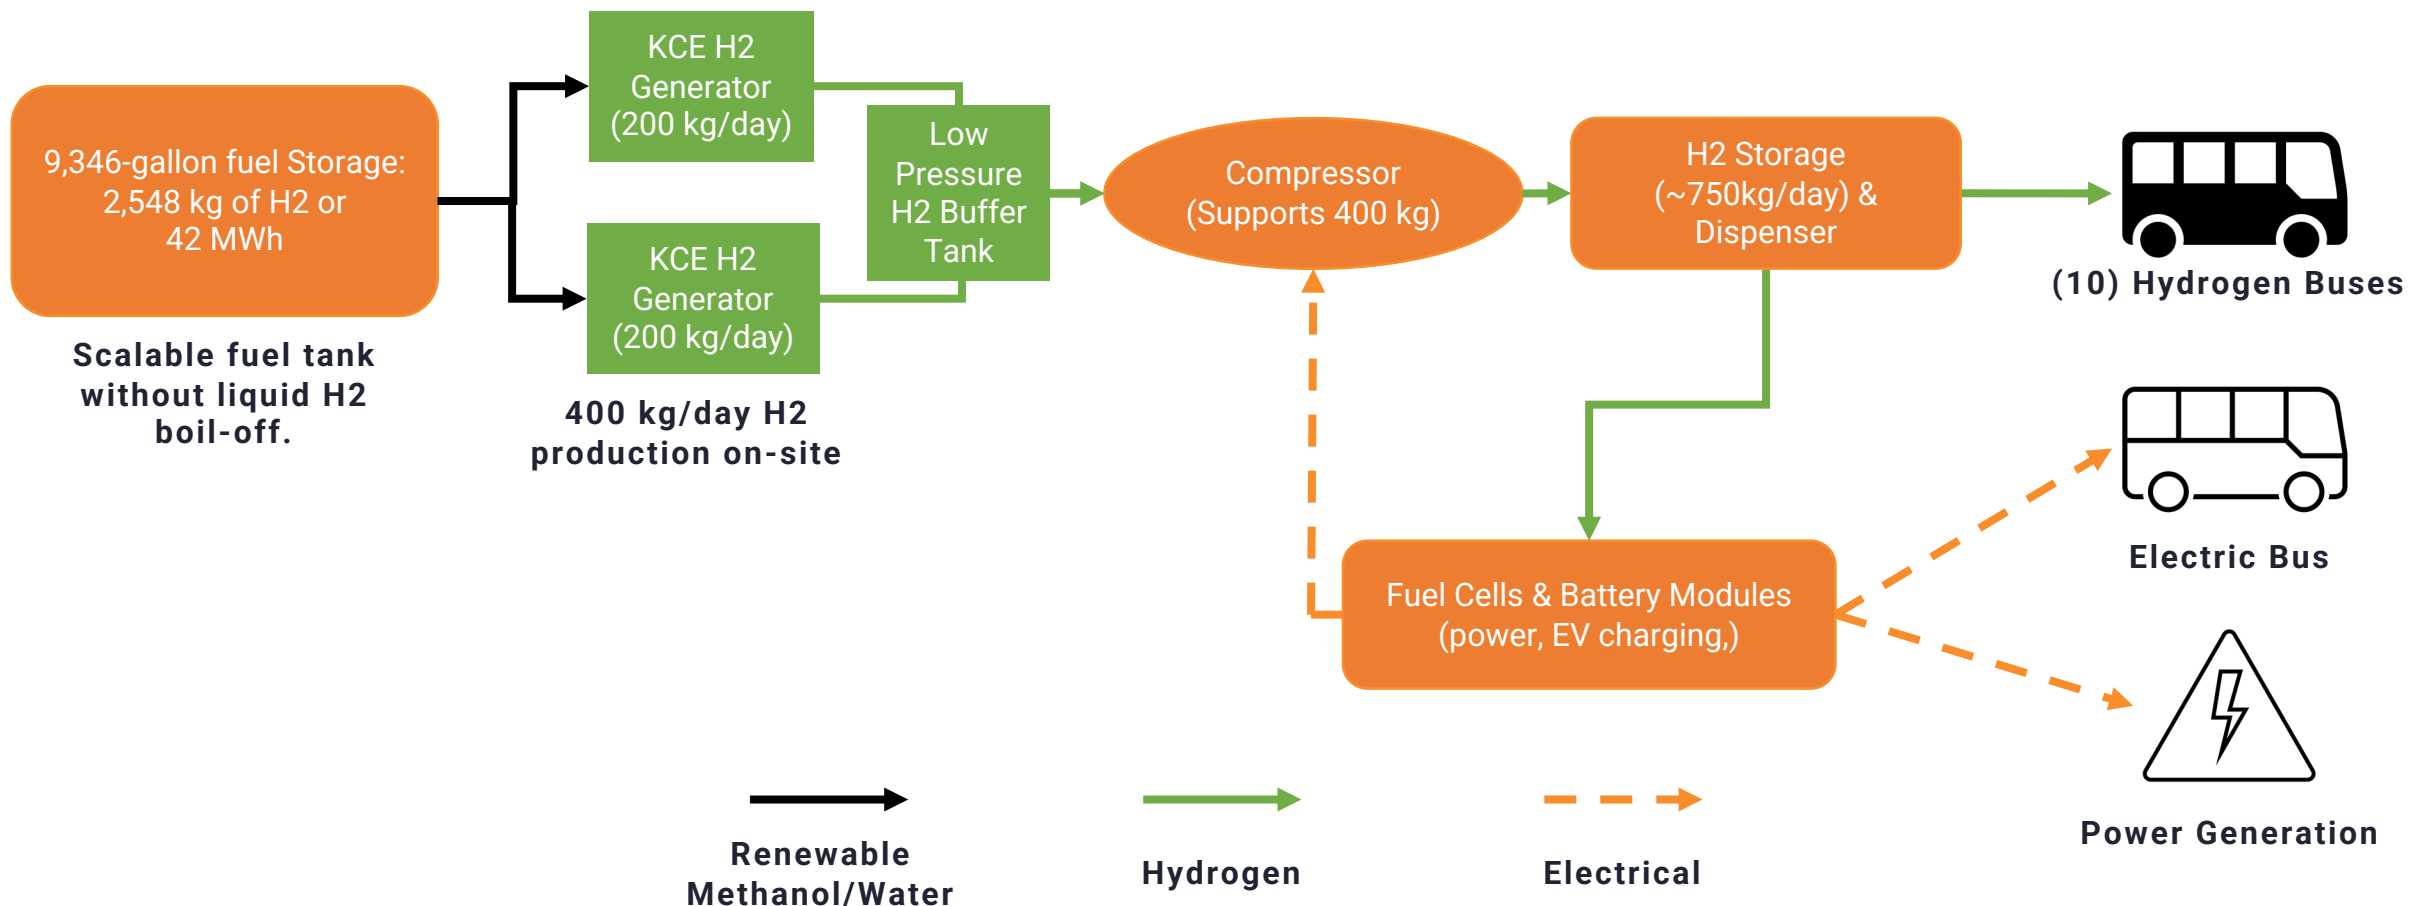 9,346-gallon fuel Storage:
2,548 kg of H2 or
42 MWh
Scalable fuel tank
without liquid H2
boil-off.
KCE H2
Generator
(200 kg/day)
KCE H2
Generator
(200 kg/day)
400 kg/day H2
production on-site
Low
Pressure
H2 Buffer
Tank
Compressor
(Supports 400 kg)
H2 Storage
(~750kg/day) &
Dispenser
(10) Hydrogen Buses
Fuel Cells & Battery Modules
(power, EV charging,)
Electric Bus
Power Generation
Renewable
Methanol/Water
Hydrogen
Electrical